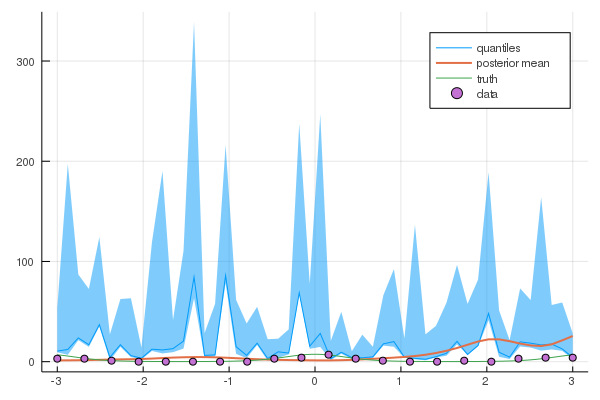 quantiles
posterior mean
truth
data
300
200
100
0
-3 -2 -1 0 1 2 3